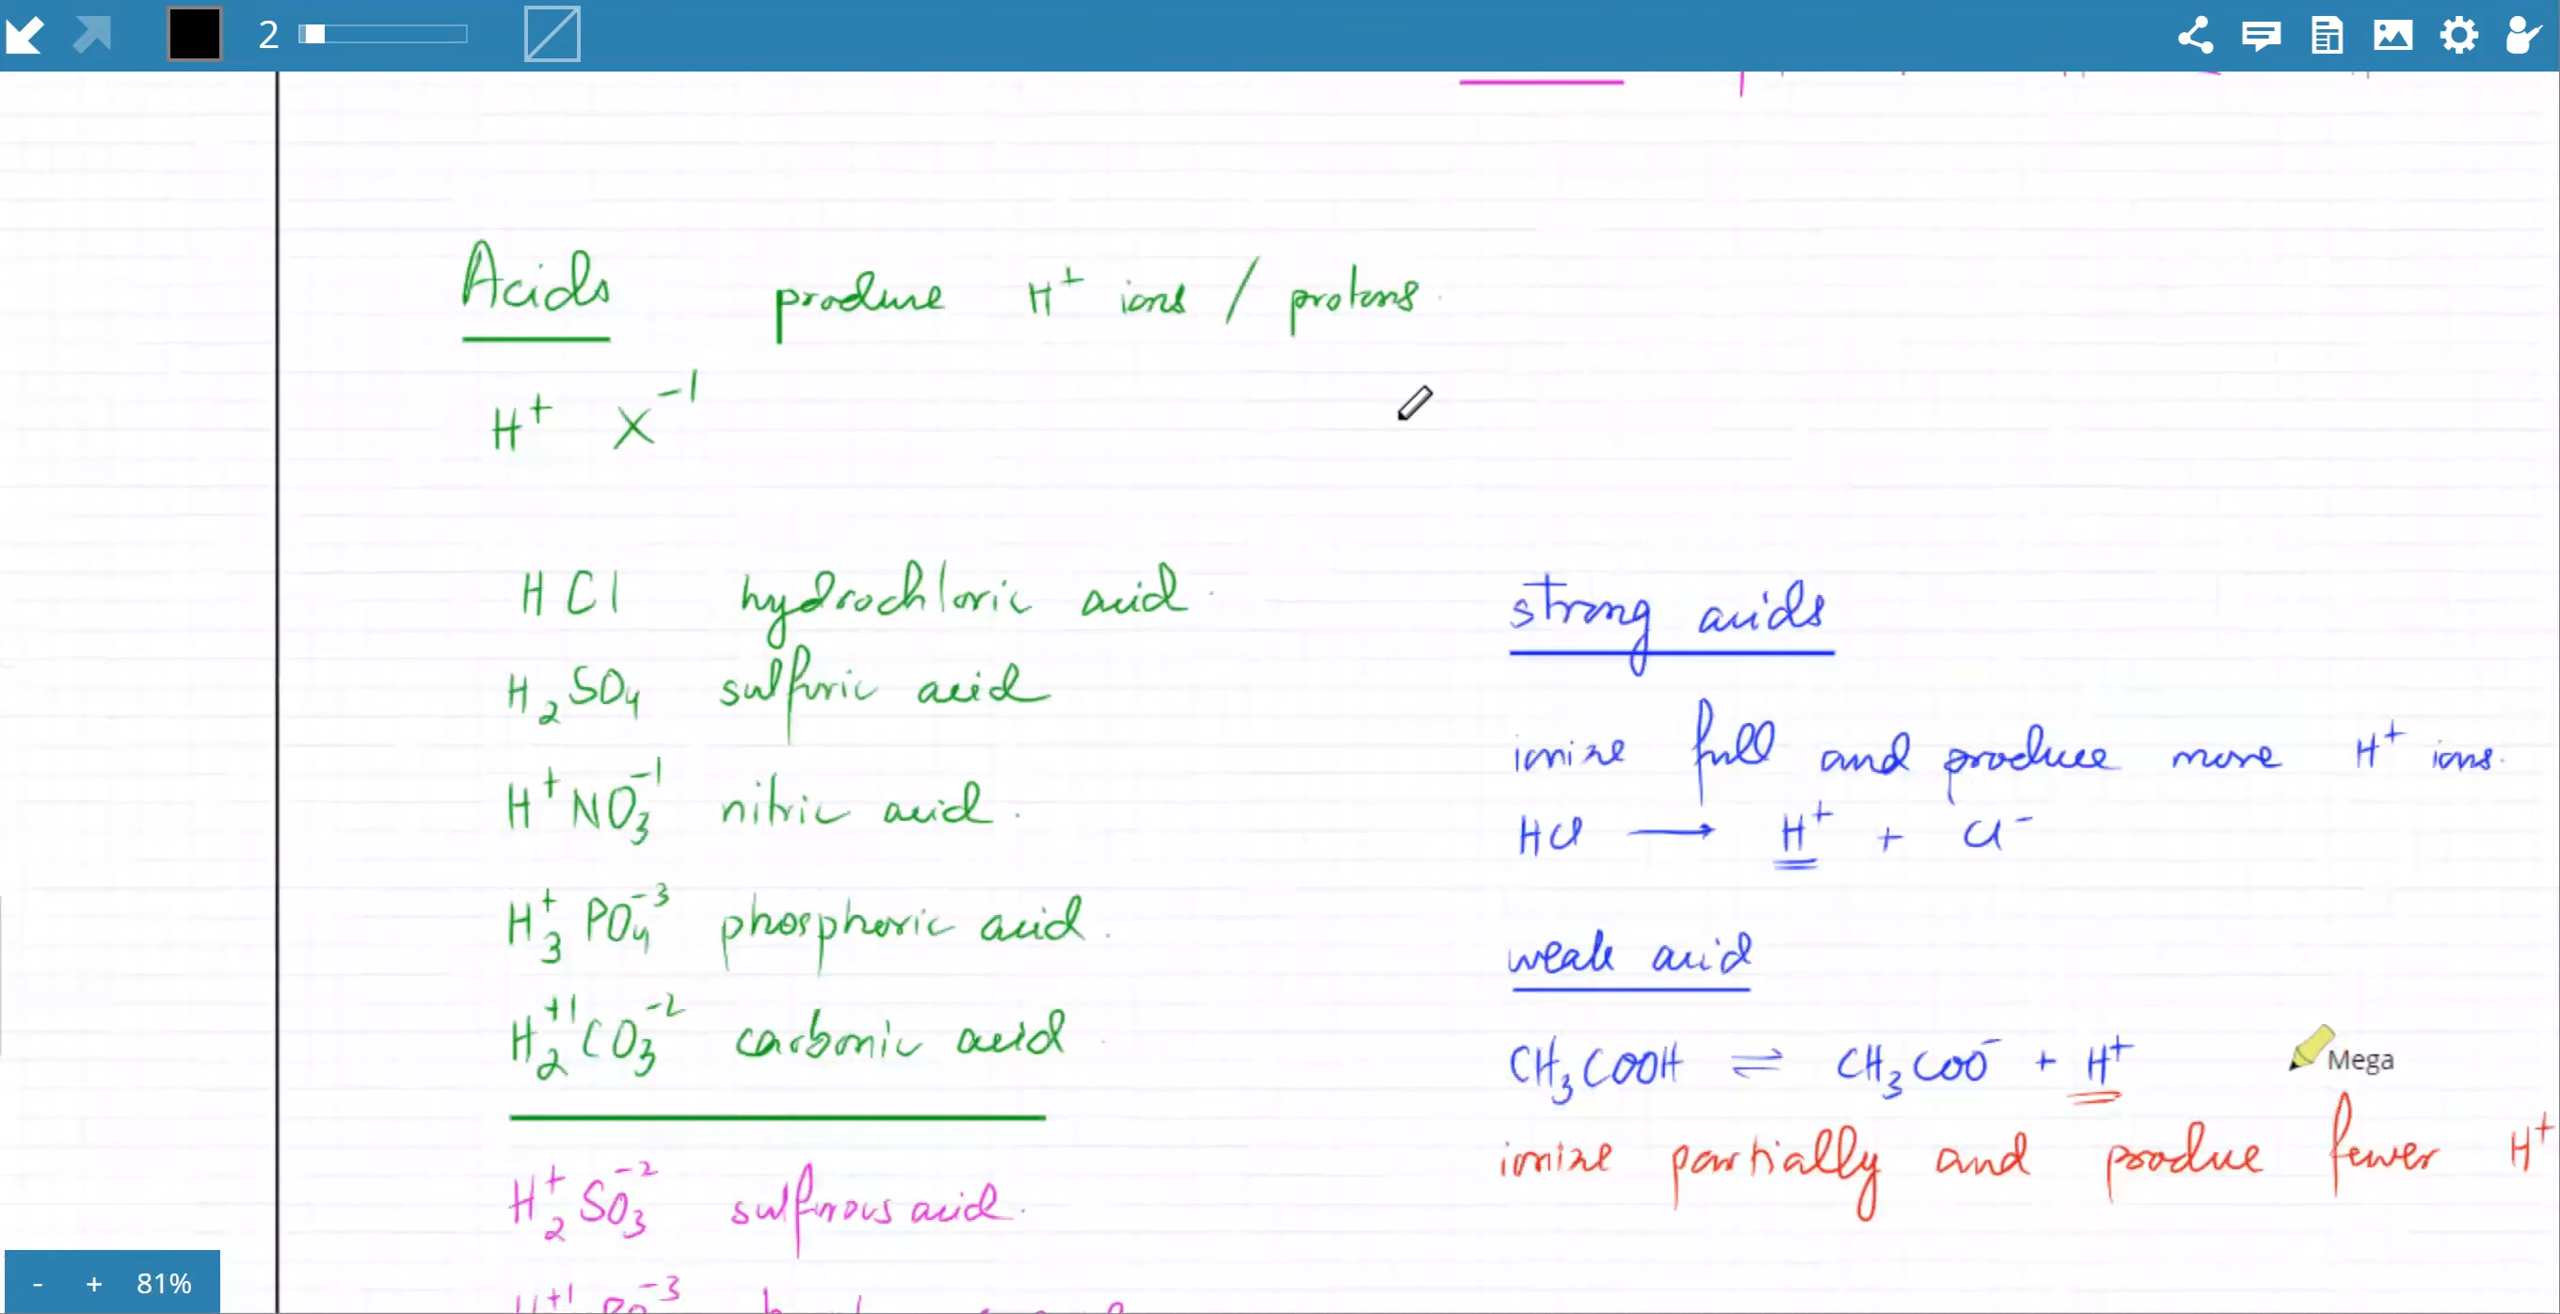 2
Acids produce H⁺ ions / protons.
H⁺ X⁻¹
HCl hydrochloric acid.
H₂SO₄ sulfuric acid
H⁺NO₃⁻¹ nitric acid.
H₃⁺PO₄⁻³ phosphoric acid.
H₂⁺¹CO₃⁻² carbonic acid
H₂⁺SO₃⁻² sulfurous acid.
strong acids
ionize full and produce more H⁺ ions.
HCl ⟶ H⁺ + Cl⁻
weak acid
CH₃COOH ⇌ CH₃COO⁻ + H⁺
Mega
ionize partially and produce fewer H⁺
- + 81%